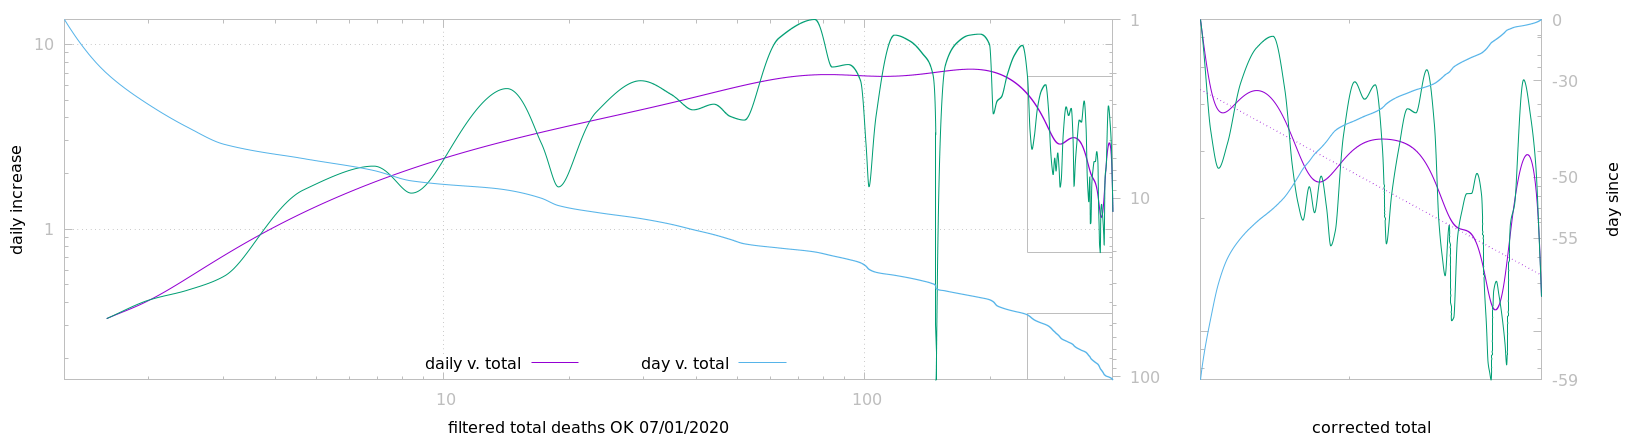 10
1
daily increase
daily v. total
day v. total
10
100
filtered total deaths OK 07/01/2020
1
10
100
0
-30
-50
-55
-59
day since
corrected total